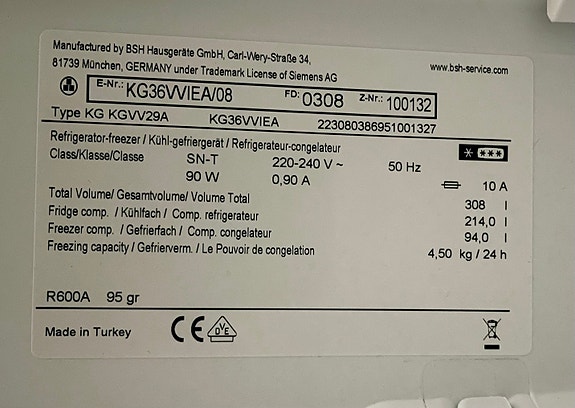 Manufactured by BSH Hausgeräte GmbH, Carl-Wery-Straße 34,
81739 München, GERMANY under Trademark License of Siemens AG
www.bsh-service.com
E-Nr.: KG36VVIEA/08 FD: 0308 Z-Nr.: 100132
Type KG KGVV29A KG36VVIEA 223080386951001327
Refrigerator-freezer / Kühl-gefriergerät / Refrigerateur-congelateur
Class/Klasse/Classe SN-T 220-240 V ~ 50 Hz
90 W 0,90 A 10 A
Total Volume/ Gesamtvolume/ Volume Total 308 l
Fridge comp. / Kühlfach / Comp. refrigerateur 214,0 l
Freezer comp. / Gefrierfach / Comp. congelateur 94,0 l
Freezing capacity / Gefrierverm. / Le Pouvoir de congelation 4,50 kg / 24 h
R600A 95 gr
Made in Turkey CE DVE